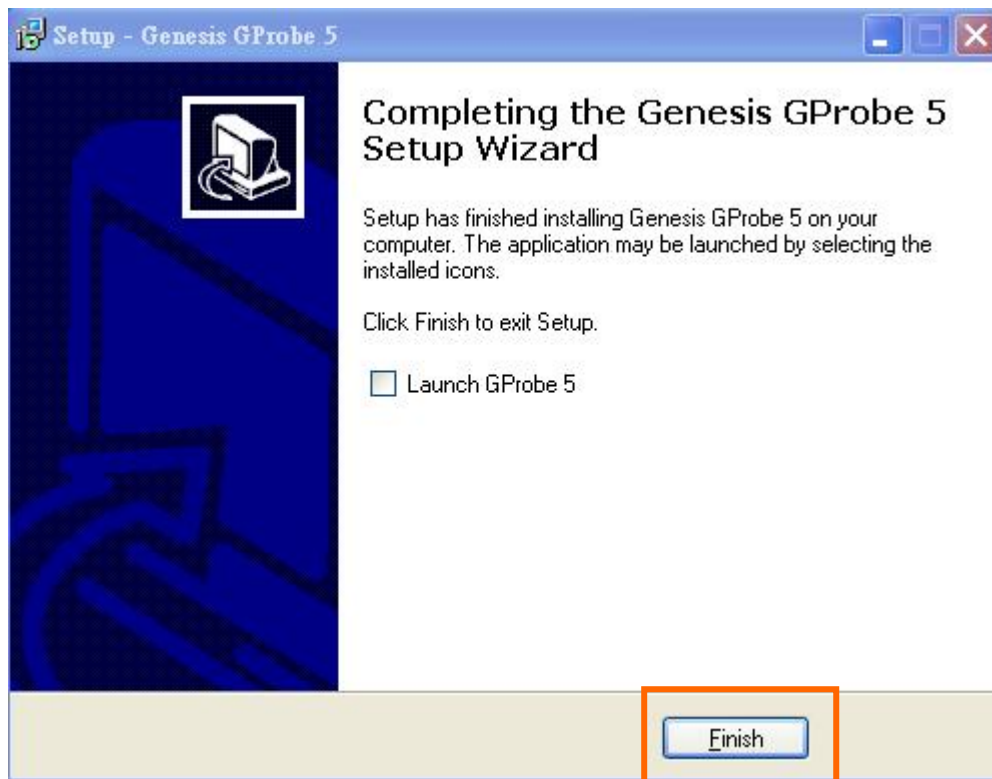 Setup - Genesis GProbe 5
Completing the Genesis GProbe 5
Setup Wizard
Setup has finished installing Genesis GProbe 5 on your
computer. The application may be launched by selecting the
installed icons.
Click Finish to exit Setup.
Launch GProbe 5
Finish